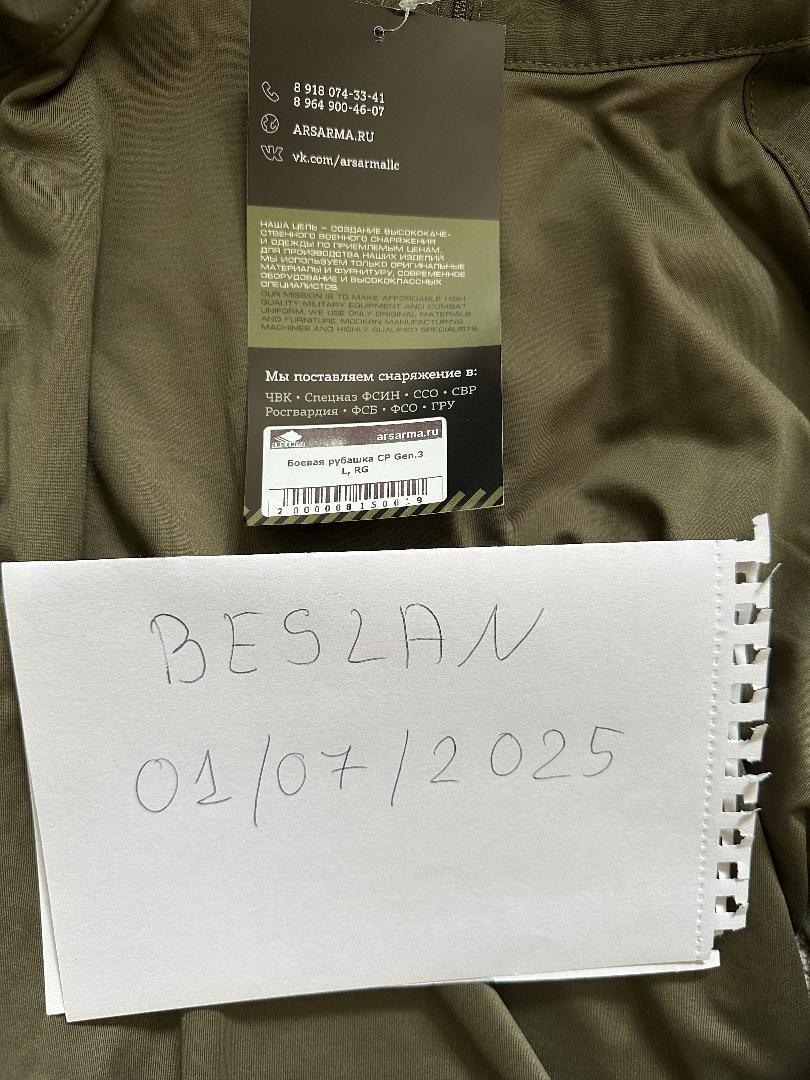 8 918 074-33-41
8 964 900-46-07
ARSARMA.RU
vk.com/arsarmallc
НАША ЦЕЛЬ – СОЗДАНИЕ ВЫСОКОКАЧЕ-
СТВЕННОГО ВОЕННОГО СНАРЯЖЕНИЯ
И ОДЕЖДЫ ПО ПРИЕМЛЕМЫМ ЦЕНАМ.
ДЛЯ ПРОИЗВОДСТВА НАШИХ ИЗДЕЛИЙ
МЫ ИСПОЛЬЗУЕМ ТОЛЬКО ОРИГИНАЛЬНЫЕ
МАТЕРИАЛЫ И ФУРНИТУРУ, СОВРЕМЕННОЕ
ОБОРУДОВАНИЕ И ВЫСОКОКЛАССНЫХ
СПЕЦИАЛИСТОВ.
OUR MISSION IS TO MAKE AFFORDABLE HIGH
QUALITY MILITARY EQUIPMENT AND COMBAT
UNIFORM. WE USE ONLY ORIGINAL MATERIALS
AND FURNITURE, MODERN MANUFACTURING
MACHINES AND HIGHLY QUALIFIED SPECIALISTS.
Мы поставляем снаряжение в:
ЧВК • Спецназ ФСИН • ССО • СВР
Росгвардия • ФСБ • ФСО • ГРУ
arsarma.ru
Боевая рубашка СР Gen.3
L, RG
BESLAN
01/07/2025